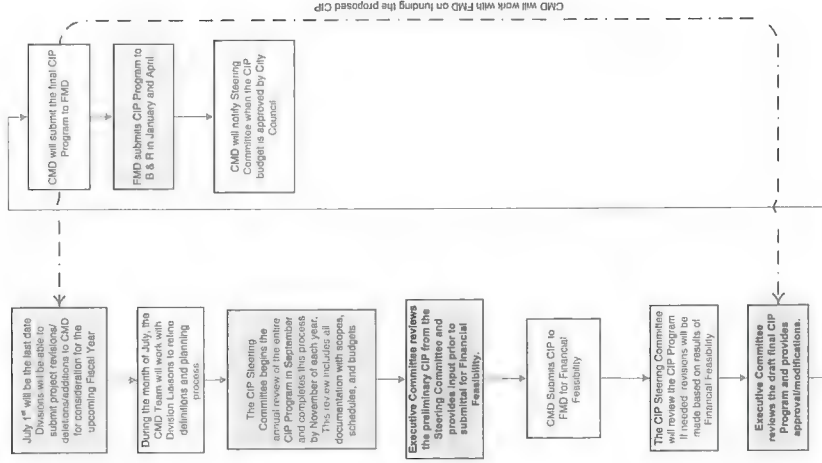 July 1st will be the last date
Divisions will be able to
submit project revisions/
deletions/additions to CMD
for consideration for the
upcoming Fiscal Year
During the month of July, the
CMD Team will work with
Division Liaisons to refine
definitions and planning
process
The CIP Steering
Committee begins the
annual review of the entire
CIP Program in September
and completes this process
by November of each year.
This review includes all
documentation with scopes,
schedules, and budgets
Executive Committee reviews
the preliminary CIP from the
Steering Committee and
provides input prior to
submittal for Financial
Feasibility.
CMD Submits CIP to
FMD for Financial
Feasibility
The CIP Steering Committee
will review the CIP Program
If needed revisions will be
made based on results of
Financial Feasibility
Executive Committee
reviews the draft final CIP
Program and provides
approval/modifications.
CMD will submit the final CIP
Program to FMD
FMD submits CIP Program to
B & R in January and April
CMD will notify Steering
Committee when the CIP
budget is approved by City
Council
CMD will work with FMD on funding the proposed CIP